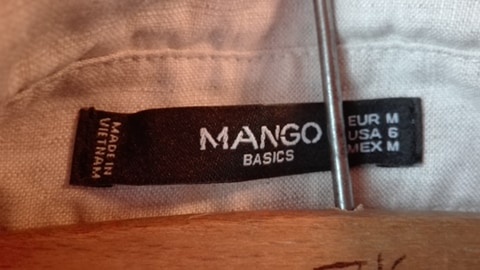 MADE IN
VIETNAM
MANGO
BASICS
EUR M
USA 6
MEX M